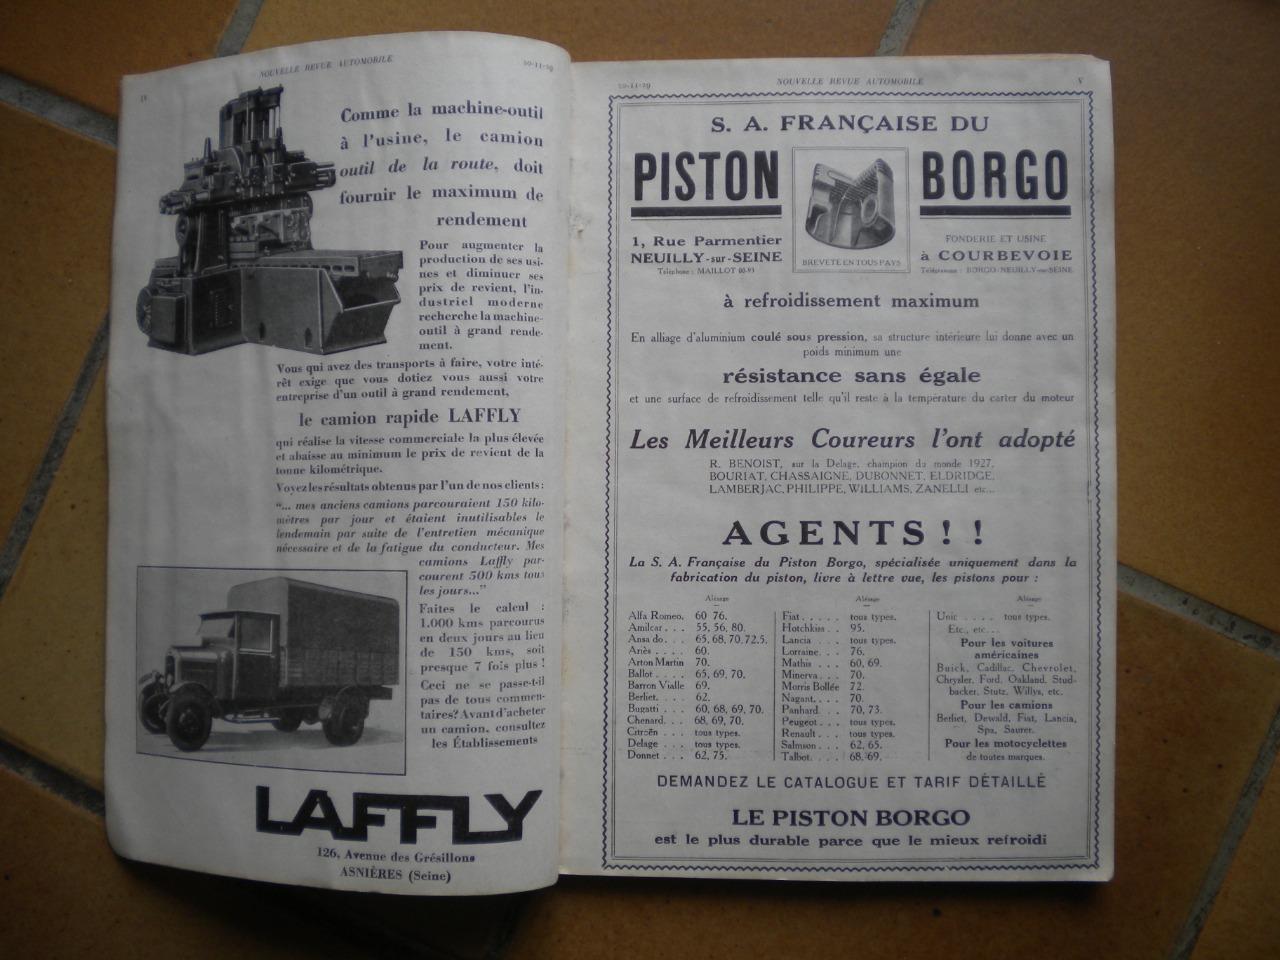 IV
NOUVELLE REVUE AUTOMOBILE
20-11-29
Comme la machine-outil
à l'usine, le camion
outil de la route, doit
fournir le maximum de
rendement
Pour augmenter la
production de ses usi-
nes et diminuer ses
prix de revient, l'in-
dustriel moderne
recherche la machine-
outil à grand rende-
ment.
Vous qui avez des transports à faire, votre inté-
rêt exige que vous dotiez vous aussi votre
entreprise d'un outil à grand rendement,
le camion rapide LAFFLY
qui réalise la vitesse commerciale la plus élevée
et abaisse au minimum le prix de revient de la
tonne kilométrique.
Voyez les résultats obtenus par l'un de nos clients :
"... mes anciens camions parcouraient 150 kilo-
mètres par jour et étaient inutilisables le
lendemain par suite de l'entretien mécanique
nécessaire et de la fatigue du conducteur. Mes
camions Laffly par-
courent 500 kms tous
les jours..."
Faites le calcul :
1.000 kms parcourus
en deux jours au lieu
de 150 kms, soit
presque 7 fois plus !
Ceci ne se passe-t-il
pas de tous commen-
taires? Avant d'acheter
un camion, consultez
les Établissements
LAFFLY
126, Avenue des Grésillons
ASNIÈRES (Seine)
20-11-29
NOUVELLE REVUE AUTOMOBILE
V
S. A. FRANÇAISE DU
PISTON BORGO
1, Rue Parmentier
NEUILLY-sur-SEINE
Téléphone : MAILLOT 00-93
BREVETÉ EN TOUS PAYS
FONDERIE ET USINE
à COURBEVOIE
Télégramme : BORGO-NEUILLY-sur-SEINE
à refroidissement maximum
En alliage d'aluminium coulé sous pression, sa structure intérieure lui donne avec un
poids minimum une
résistance sans égale
et une surface de refroidissement telle qu'il reste à la température du carter du moteur
Les Meilleurs Coureurs l'ont adopté
R. BENOIST, sur la Delage, champion du monde 1927,
BOURIAT, CHASSAIGNE, DUBONNET, ELDRIDGE,
LAMBERJAC, PHILIPPE, WILLIAMS, ZANELLI etc...
AGENTS ! !
La S. A. Française du Piston Borgo, spécialisée uniquement dans la
fabrication du piston, livre à lettre vue, les pistons pour :
Alésage
Alfa Romeo. 60 76.
Amilcar . . . 55, 56, 80.
Ansa do . . . 65, 68, 70, 72.5.
Ariès . . . . 60.
Arton Martin 70.
Ballot . . . . 65, 69, 70.
Barron Vialle 69.
Berliet. . . . 62.
Bugatti . . . 60, 68, 69, 70.
Chenard. . . 68, 69, 70.
Citroën . . . tous types.
Delage . . . tous types.
Donnet . . . 62, 75.
Alésage
Fiat . . . . . tous types.
Hotchkiss . . 95.
Lancia . . . tous types.
Lorraine. . . 76.
Mathis . . . 60, 69.
Minerva. . . 70.
Morris Bollée 72.
Nagant. . . . 70.
Panhard. . . 70, 73.
Peugeot . . . tous types.
Renault . . . tous types.
Salmson . . . 62, 65.
Talbot. . . . 68, 69.
Alésage
Unic . . . . tous types.
Etc., etc...
Pour les voitures
américaines
Buick, Cadillac, Chevrolet,
Chrysler, Ford, Oakland, Stud-
backer, Stutz, Willys, etc.
Pour les camions
Berliet, Dewald, Fiat, Lancia,
Spa, Saurer.
Pour les motocyclettes
de toutes marques.
DEMANDEZ LE CATALOGUE ET TARIF DÉTAILLÉ
LE PISTON BORGO
est le plus durable parce que le mieux refroidi